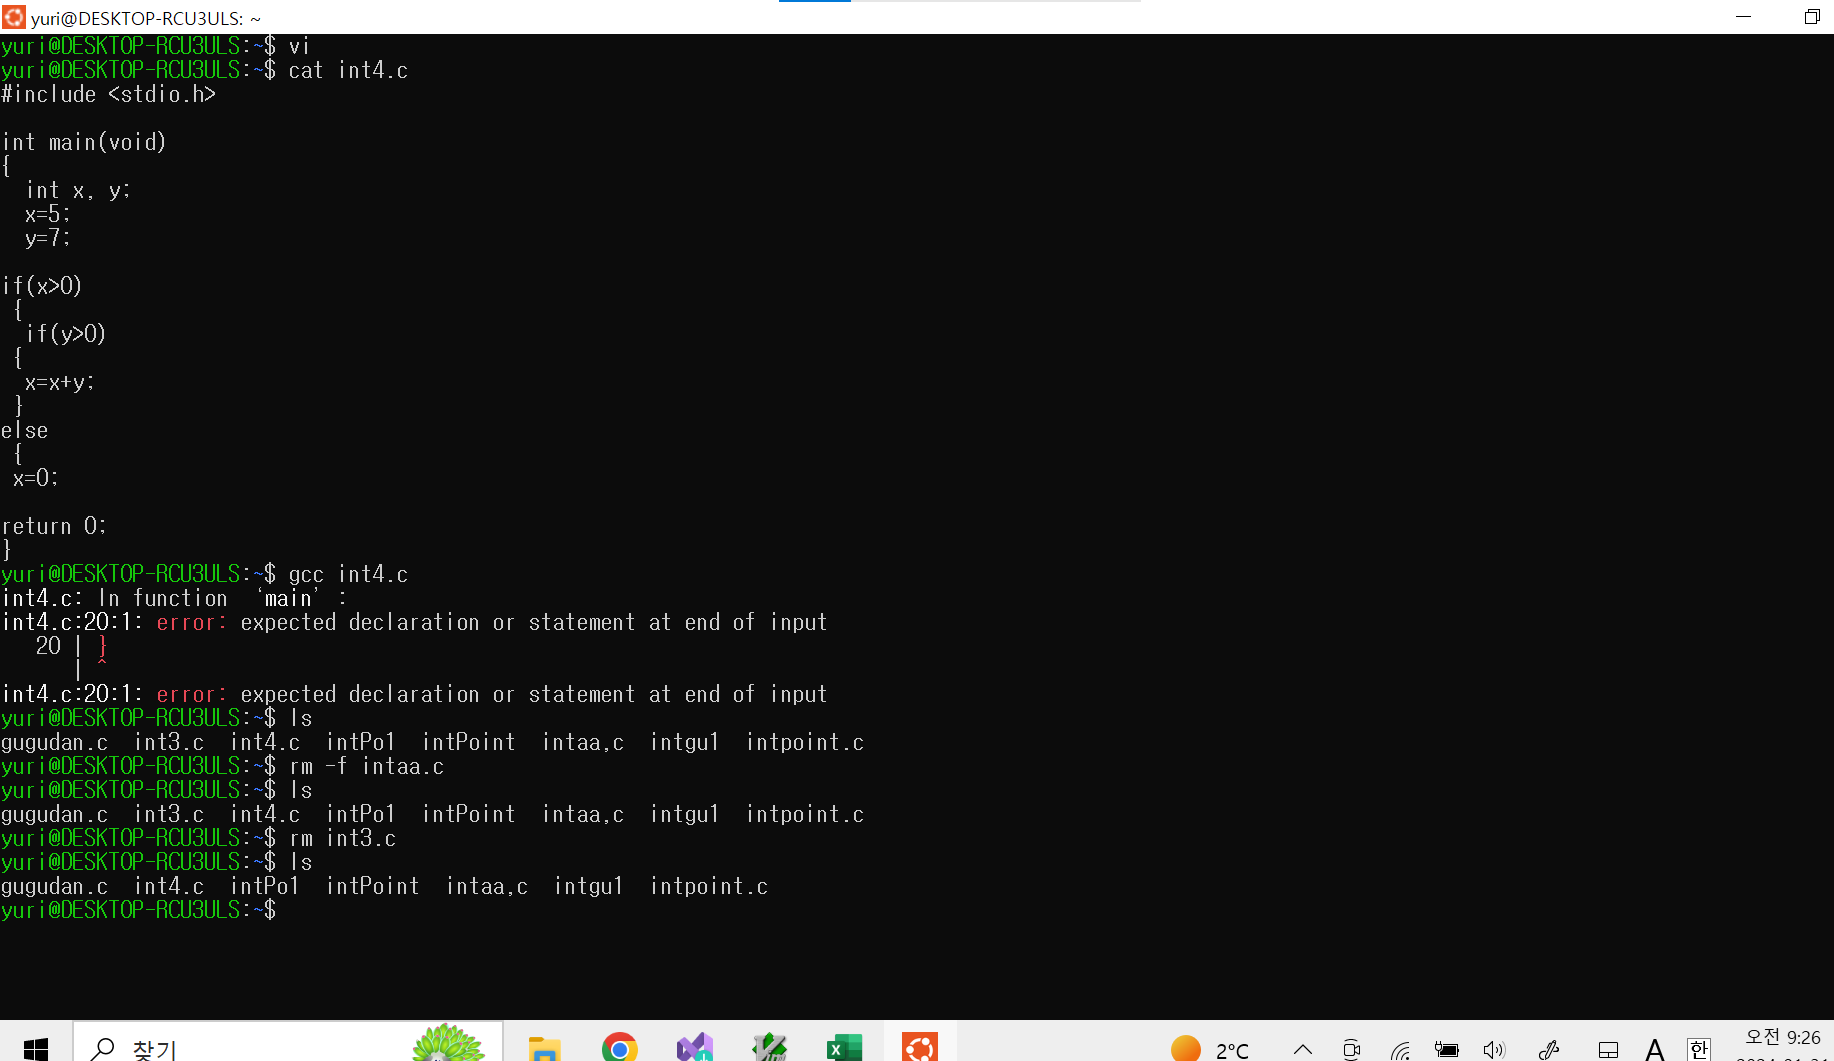 yuri@DESKTOP-RCU3ULS: ~
yuri@DESKTOP-RCU3ULS:~$ vi
yuri@DESKTOP-RCU3ULS:~$ cat int4.c
#include <stdio.h>
int main(void)
{
int x, y;
x=5;
y=7;
if(x>0)
{
if(y>0)
{
x=x+y;
}
else
{
x=0;
return 0;
}
yuri@DESKTOP-RCU3ULS:~$ gcc int4.c
int4.c: In function ‘main’ :
int4.c:20:1: error: expected declaration or statement at end of input
20 | }
| ^
int4.c:20:1: error: expected declaration or statement at end of input
yuri@DESKTOP-RCU3ULS:~$ ls
gugudan.c int3.c int4.c intPo1 intPoint intaa,c intgu1 intpoint.c
yuri@DESKTOP-RCU3ULS:~$ rm -f intaa.c
yuri@DESKTOP-RCU3ULS:~$ ls
gugudan.c int3.c int4.c intPo1 intPoint intaa,c intgu1 intpoint.c
yuri@DESKTOP-RCU3ULS:~$ rm int3.c
yuri@DESKTOP-RCU3ULS:~$ ls
gugudan.c int4.c intPo1 intPoint intaa,c intgu1 intpoint.c
yuri@DESKTOP-RCU3ULS:~$
찾기
2°C
A
한
오전 9:26